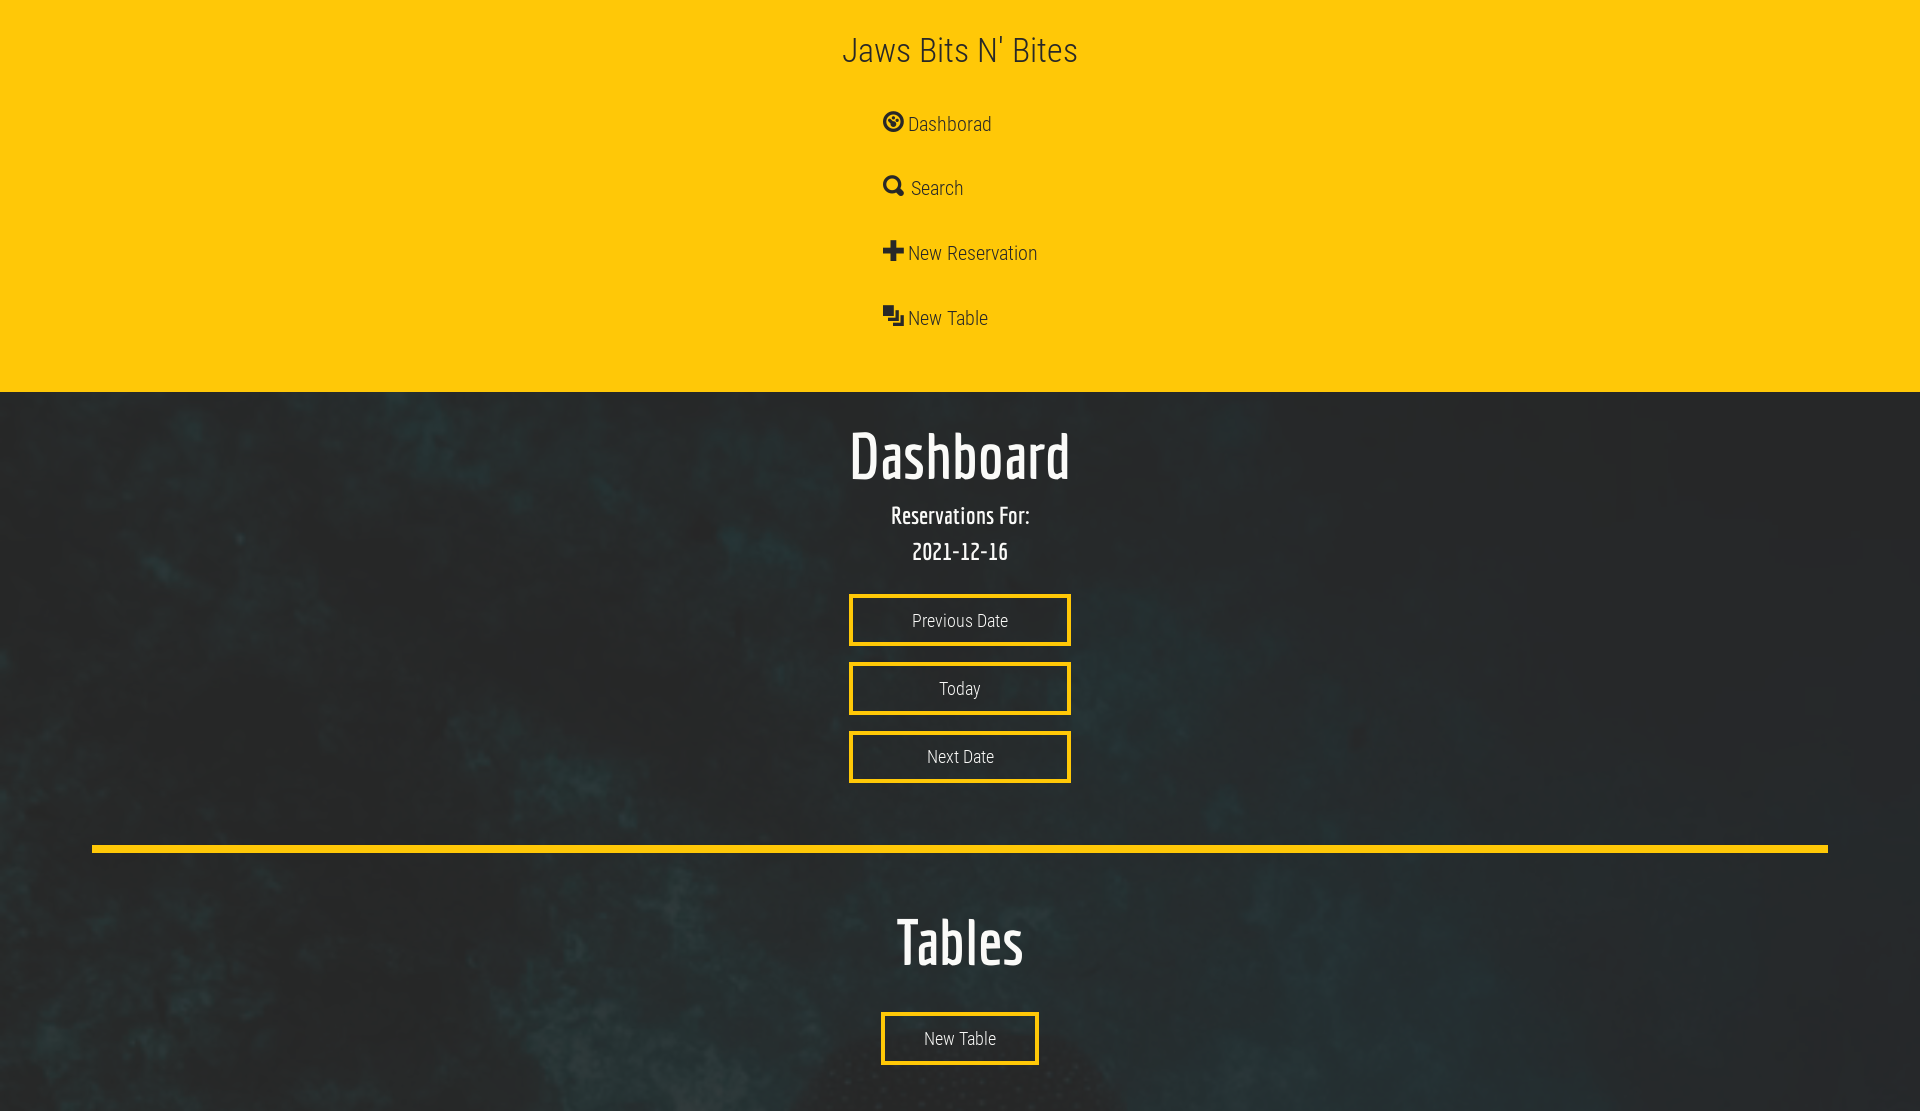 Jaws Bits N' Bites
Dashborad
Search
New Reservation
New Table
Dashboard
Reservations For:
2021-12-16
Previous Date
Today
Next Date
Tables
New Table